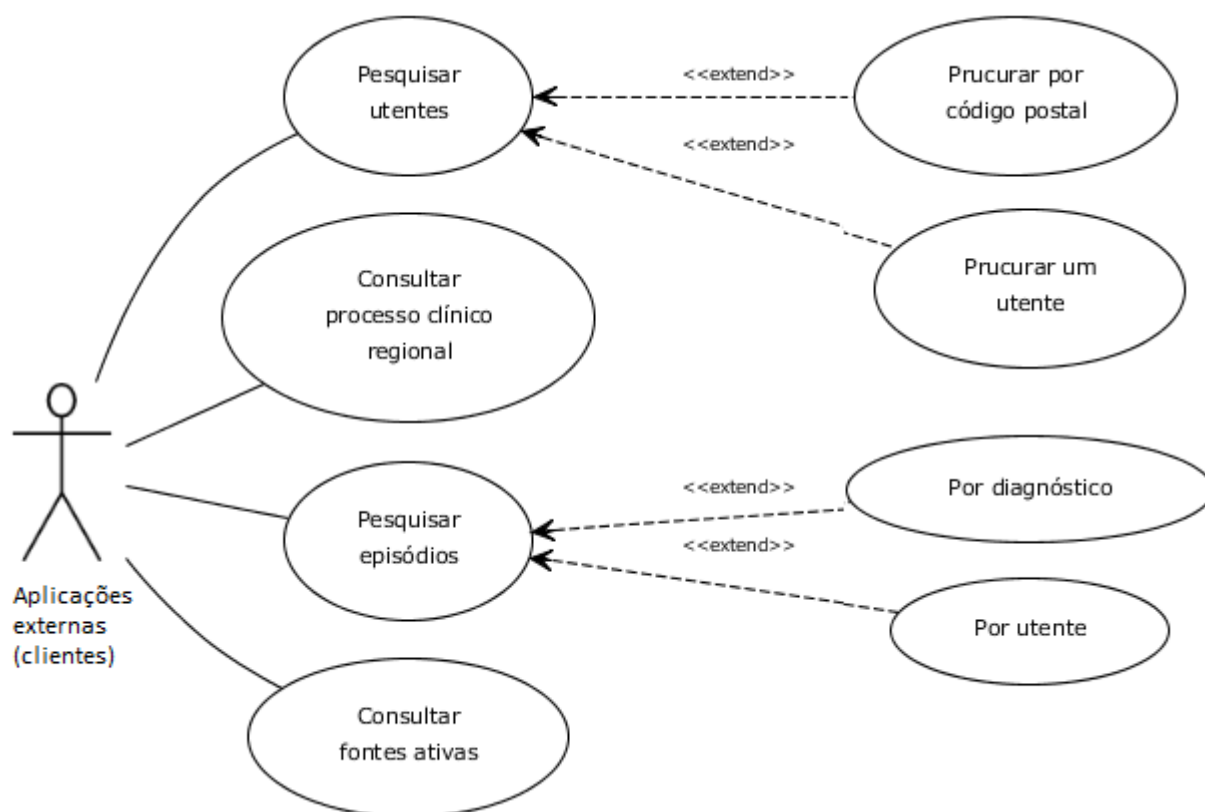 Pesquisar
utentes
<<extend>>
Prucurar por
código postal
<<extend>>
Prucurar um
utente
Consultar
processo clínico
regional
Pesquisar
episódios
<<extend>>
Por diagnóstico
<<extend>>
Por utente
Aplicações
externas
(clientes)
Consultar
fontes ativas